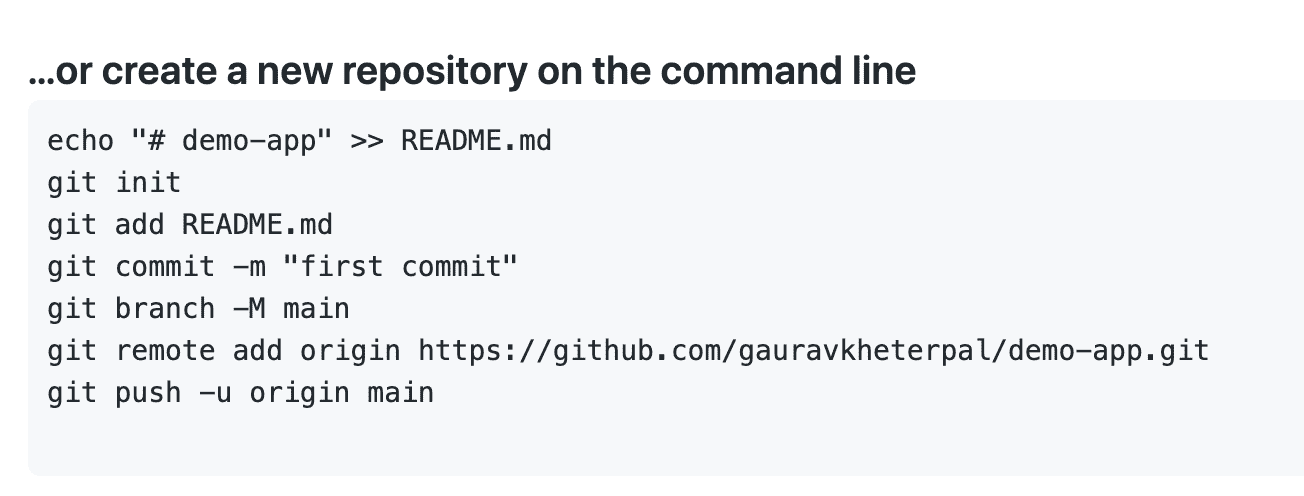 ...or create a new repository on the command line
echo "# demo-app" >> README.md
git init
git add README.md
git commit -m "first commit"
git branch -M main
git remote add origin https://github.com/gauravkheterpal/demo-app.git
git push -u origin main